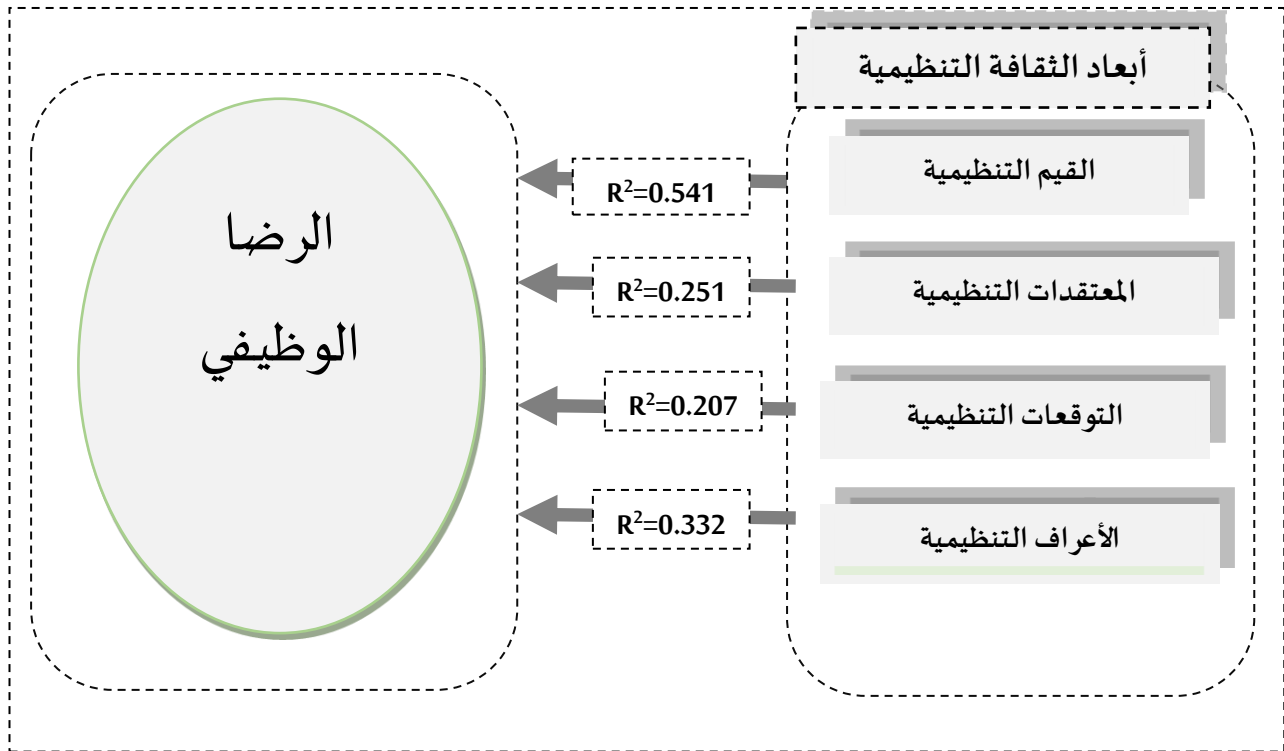 أبعاد الثقافة التنظيمية
القيم التنظيمية
R²=0.541
المعتقدات التنظيمية
R²=0.251
التوقعات التنظيمية
R²=0.207
الأعراف التنظيمية
R²=0.332
الرضا
الوظيفي